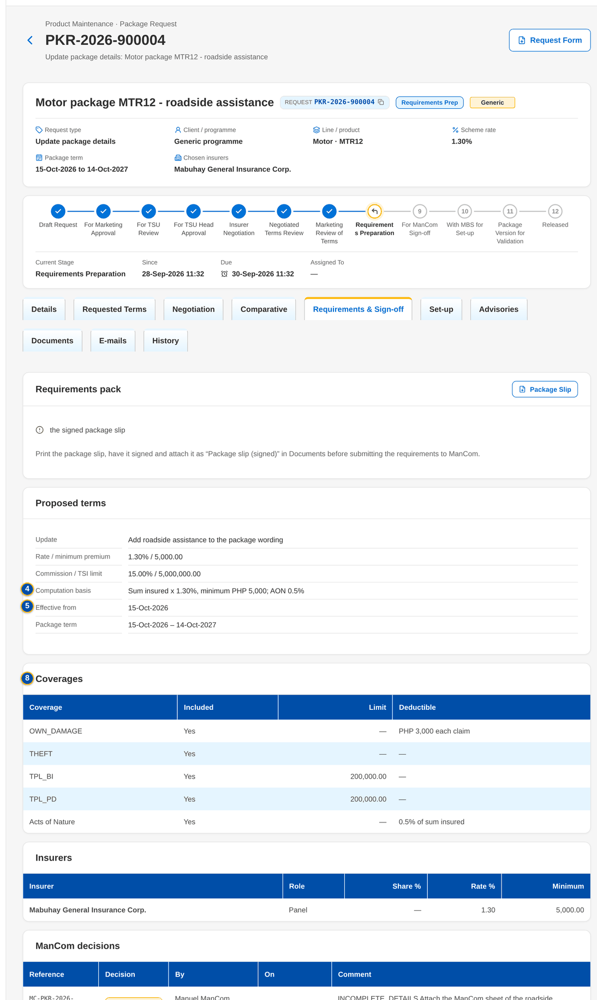 Product Maintenance · Package Request
PKR-2026-900004
Update package details: Motor package MTR12 - roadside assistance
Request Form
Motor package MTR12 - roadside assistance
REQUEST PKR-2026-900004
Requirements Prep
Generic
Request type
Client / programme
Line / product
Scheme rate
Update package details
Generic programme
Motor · MTR12
1.30%
Package term
Chosen insurers
15-Oct-2026 to 14-Oct-2027
Mabuhay General Insurance Corp.
9
10
11
12
Draft Request
For Marketing
Approval
For TSU
Review
For TSU Head
Approval
Insurer
Negotiation
Negotiated
Terms Review
Marketing
Review of
Terms
Requirement
s Preparation
For ManCom
Sign-off
With MBS for
Set-up
Package
Version for
Validation
Released
Current Stage
Since
Due
Assigned To
Requirements Preparation
28-Sep-2026 11:32
30-Sep-2026 11:32
—
Details
Requested Terms
Negotiation
Comparative
Requirements & Sign-off
Set-up
Advisories
Documents
E-mails
History
Requirements pack
Package Slip
the signed package slip
Print the package slip, have it signed and attach it as “Package slip (signed)” in Documents before submitting the requirements to ManCom.
Proposed terms
Update
Add roadside assistance to the package wording
Rate / minimum premium
1.30% / 5,000.00
Commission / TSI limit
15.00% / 5,000,000.00
4
Computation basis
Sum insured x 1.30%, minimum PHP 5,000; AON 0.5%
5
Effective from
15-Oct-2026
Package term
15-Oct-2026 – 14-Oct-2027
8
Coverages
Coverage Included Limit Deductible
OWN_DAMAGE Yes — PHP 3,000 each claim
THEFT Yes — —
TPL_BI Yes 200,000.00 —
TPL_PD Yes 200,000.00 —
Acts of Nature Yes — 0.5% of sum insured
Insurers
Insurer Role Share % Rate % Minimum
Mabuhay General Insurance Corp. Panel — 1.30 5,000.00
ManCom decisions
Reference Decision By On Comment
MC-PKR-2026- Manuel ManCom INCOMPLETE_DETAILS Attach the ManCom sheet of the roadside